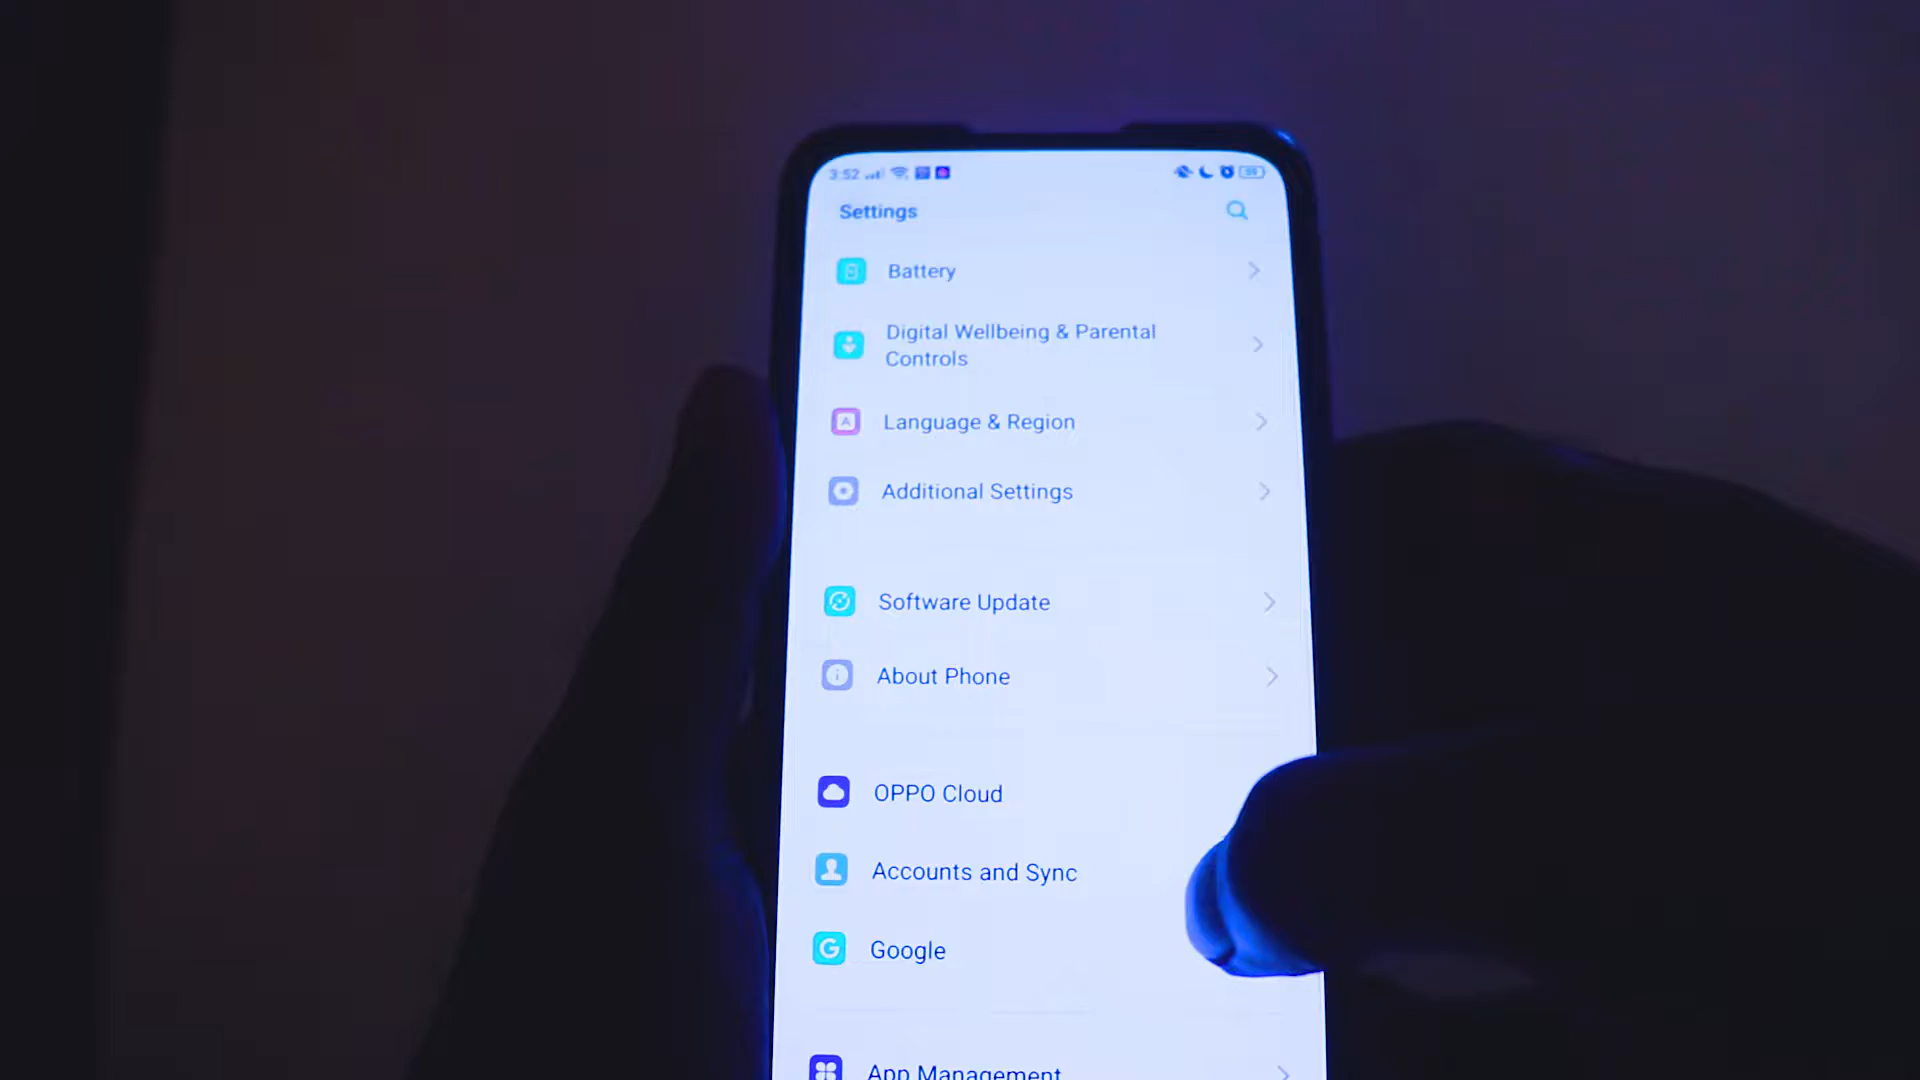 3:52
Settings
Battery
Digital Wellbeing & Parental
Controls
Language & Region
Additional Settings
Software Update
About Phone
OPPO Cloud
Accounts and Sync
Google
App Management